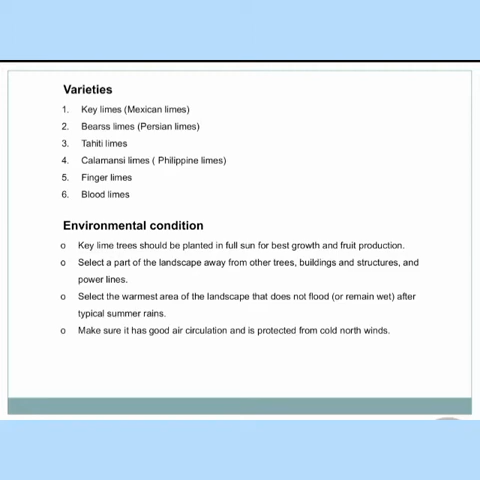 Varieties
1. Key limes (Mexican limes)
2. Bearss limes (Persian limes)
3. Tahiti limes
4. Calamansi limes ( Philippine limes)
5. Finger limes
6. Blood limes
Environmental condition
o Key lime trees should be planted in full sun for best growth and fruit production.
o Select a part of the landscape away from other trees, buildings and structures, and
power lines.
o Select the warmest area of the landscape that does not flood (or remain wet) after
typical summer rains.
o Make sure it has good air circulation and is protected from cold north winds.